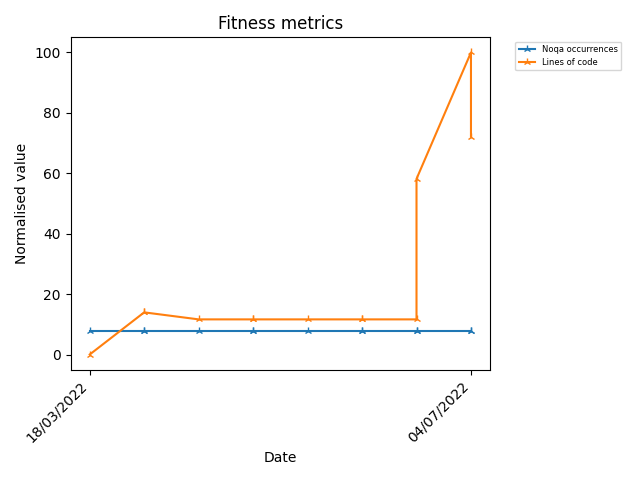 Fitness metrics
Noqa occurrences
Lines of code
100
80
60
40
20
0
Normalised value
18/03/2022
04/07/2022
Date